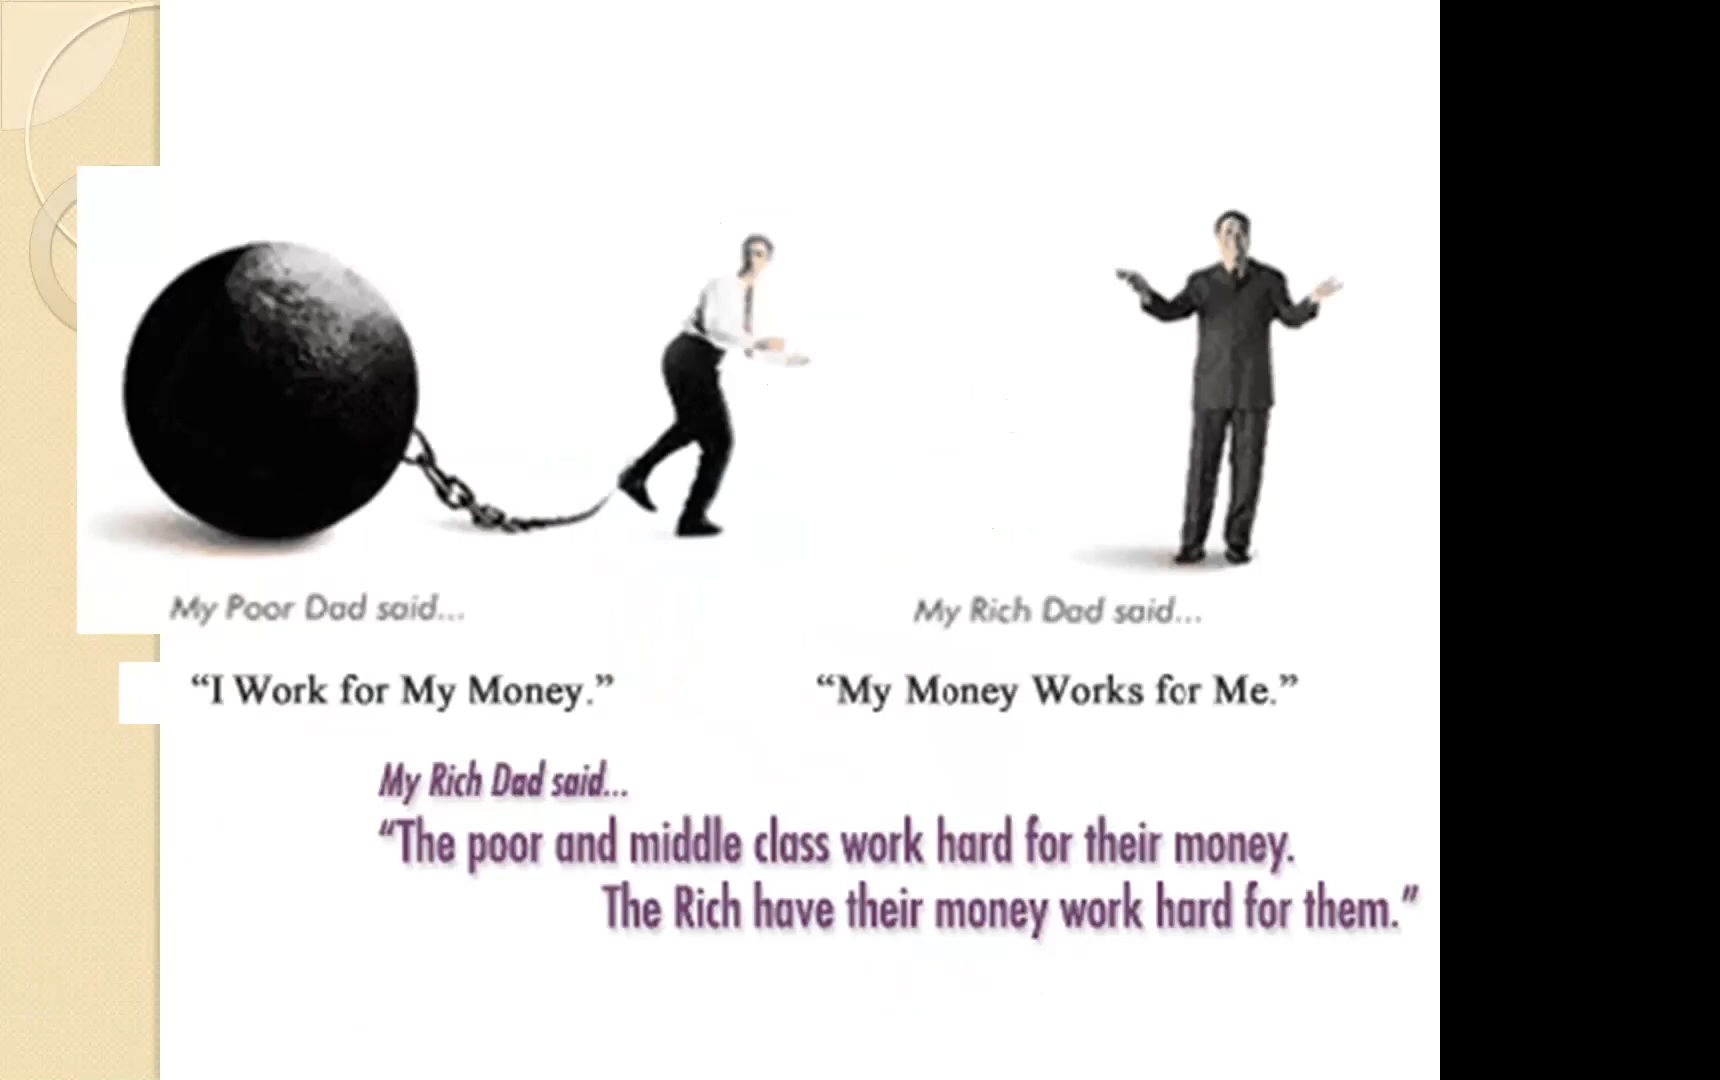 My Poor Dad said...
"I Work for My Money."
My Rich Dad said...
"My Money Works for Me."
My Rich Dad said...
"The poor and middle class work hard for their money.
The Rich have their money work hard for them."